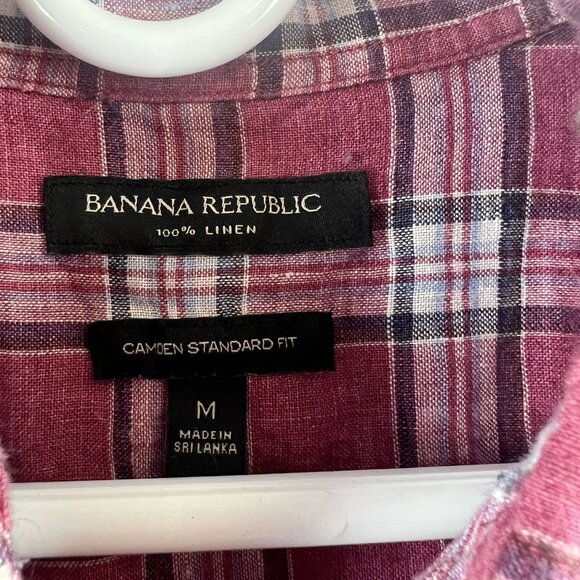 BANANA REPUBLIC
100% LINEN
CAMDEN STANDARD FIT
M
MADE IN
SRI LANKA